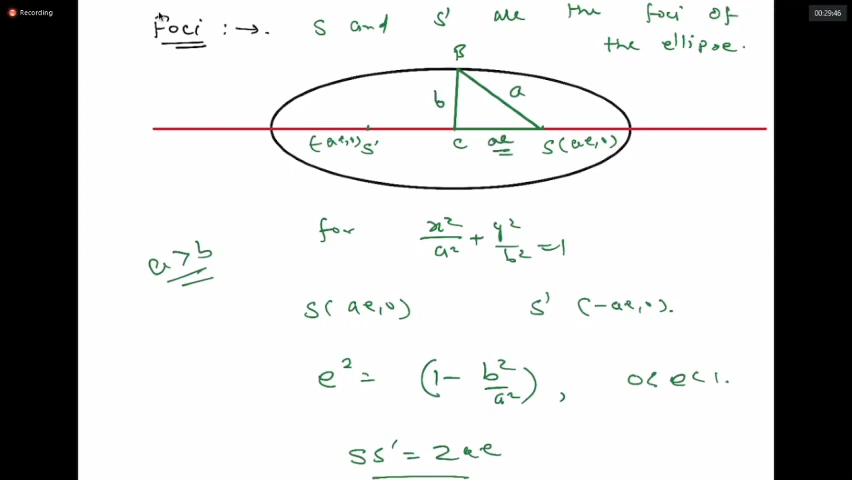 Recording
00:29:46
Foci :→. S and S' are the foci of
the ellipse.
B
b
a
(-ae,0) S' C ae S(ae,0)
for x²/a² + y²/b² = 1
a>b
S(ae,0) S' (-ae,0).
e² = (1 - b²/a²), 0<e<1.
SS' = 2ae